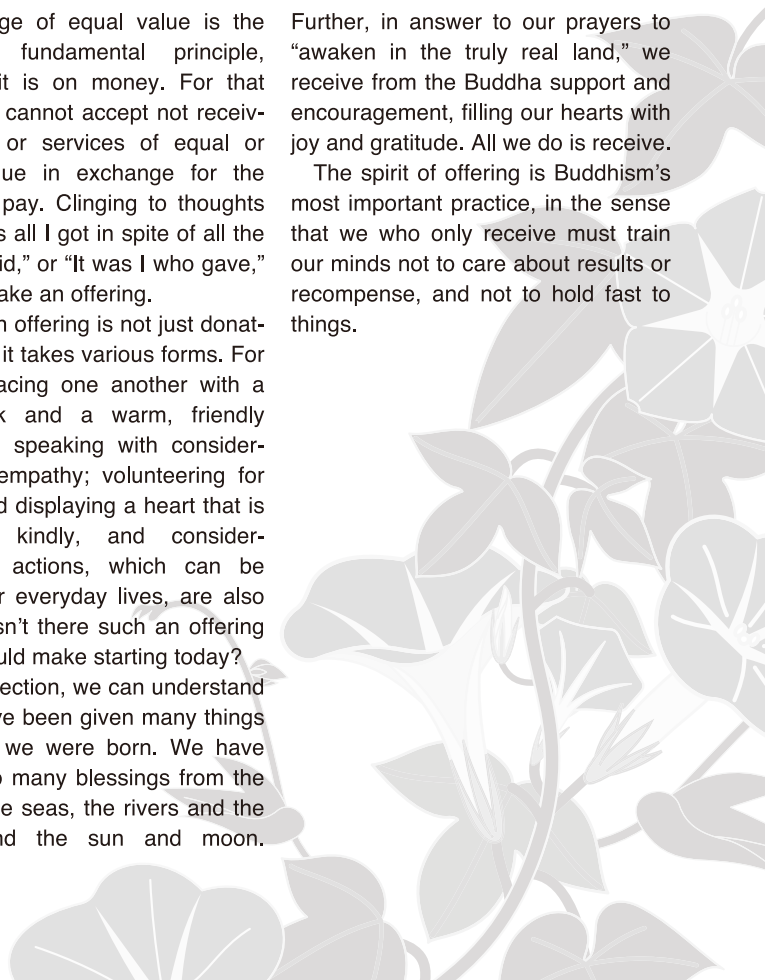 ge of equal value is the
fundamental principle,
it is on money. For that
cannot accept not receiv-
or services of equal or
ue in exchange for the
pay. Clinging to thoughts
s all I got in spite of all the
id,” or “It was I who gave,”
ake an offering.
n offering is not just donat-
it takes various forms. For
acing one another with a
k and a warm, friendly
speaking with consider-
empathy; volunteering for
d displaying a heart that is
kindly, and consider-
actions, which can be
r everyday lives, are also
sn’t there such an offering
uld make starting today?
ection, we can understand
ve been given many things
we were born. We have
o many blessings from the
e seas, the rivers and the
nd the sun and moon.
Further, in answer to our prayers to
“awaken in the truly real land,” we
receive from the Buddha support and
encouragement, filling our hearts with
joy and gratitude. All we do is receive.
The spirit of offering is Buddhism’s
most important practice, in the sense
that we who only receive must train
our minds not to care about results or
recompense, and not to hold fast to
things.